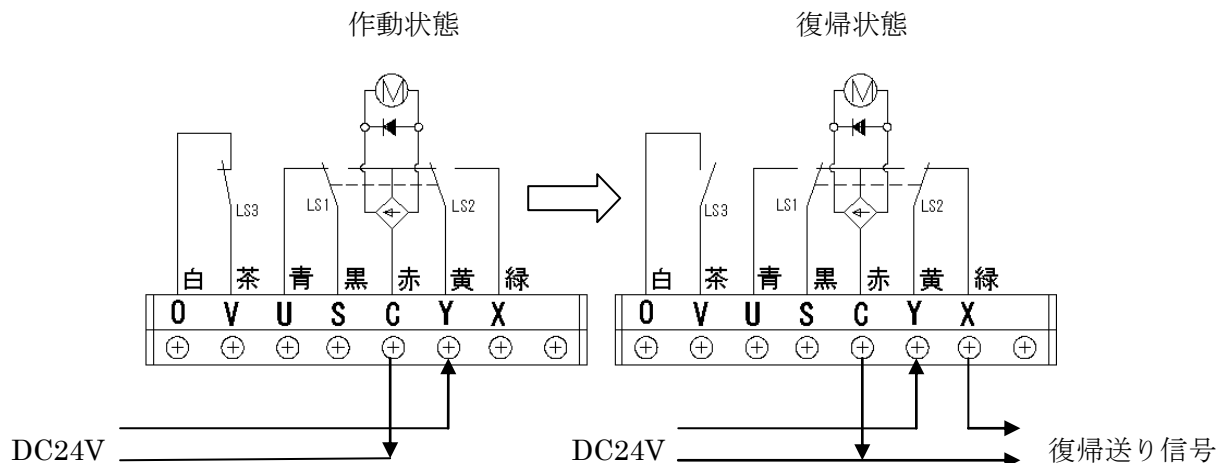 作動状態
復帰状態
M
M
LS3
LS1
LS2
LS3
LS1
LS2
白 茶 青 黒 赤 黄 緑
白 茶 青 黒 赤 黄 緑
O V U S C Y X
O V U S C Y X
DC24V
DC24V
復帰送り信号